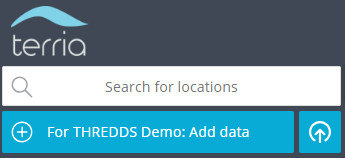 terria
Search for locations
For THREDDS Demo: Add data